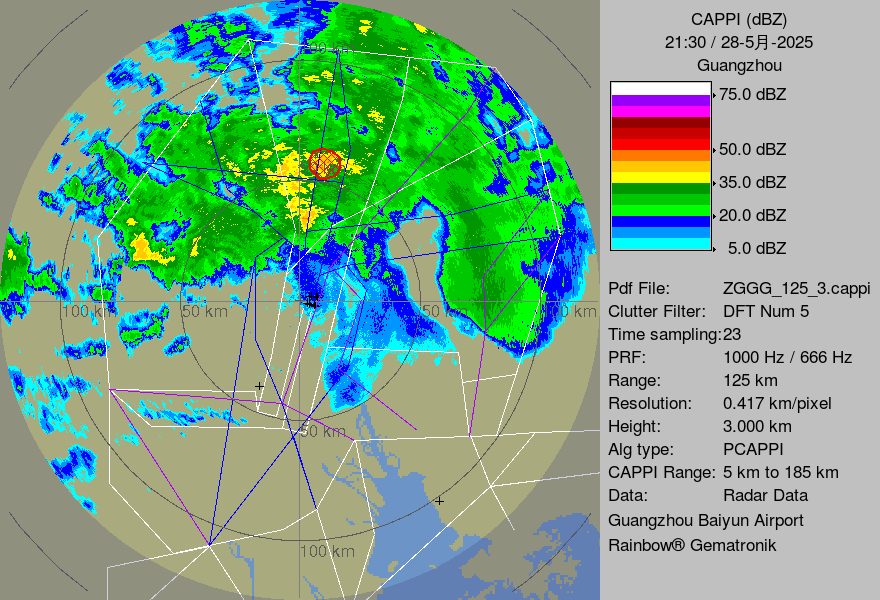 CAPPI (dBZ)
21:30 / 28-5月-2025
Guangzhou
75.0 dBZ
50.0 dBZ
35.0 dBZ
20.0 dBZ
5.0 dBZ
Pdf File: ZGGG_125_3.cappi
Clutter Filter: DFT Num 5
Time sampling:23
PRF: 1000 Hz / 666 Hz
Range: 125 km
Resolution: 0.417 km/pixel
Height: 3.000 km
Alg type: PCAPPI
CAPPI Range: 5 km to 185 km
Data: Radar Data
Guangzhou Baiyun Airport
Rainbow® Gematronik
100 km
50 km
50 km
100 km
50 km
100 km